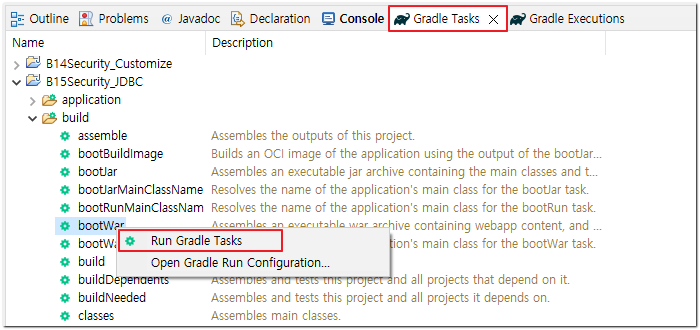 Outline Problems @ Javadoc Declaration Console Gradle Tasks Gradle Executions
Name Description
B14Security_Customize
B15Security_JDBC
application
build
assemble Assembles the outputs of this project.
bootBuildImage Builds an OCI image of the application using the output of the bootJar...
bootJar Assembles an executable jar archive containing the main classes and t...
bootJarMainClassName Resolves the name of the application's main class for the bootJar task.
bootRunMainClassNam Resolves the name of the application's main class for the bootRun task.
bootWar Assembles an executable war archive containing webapp content, and ...
bootWa application's main class for the bootWar task.
Run Gradle Tasks
build
Open Gradle Run Configuration...
buildDependents Assembles and tests this project and all projects that depend on it.
buildNeeded Assembles and tests this project and all projects it depends on.
classes Assembles main classes.